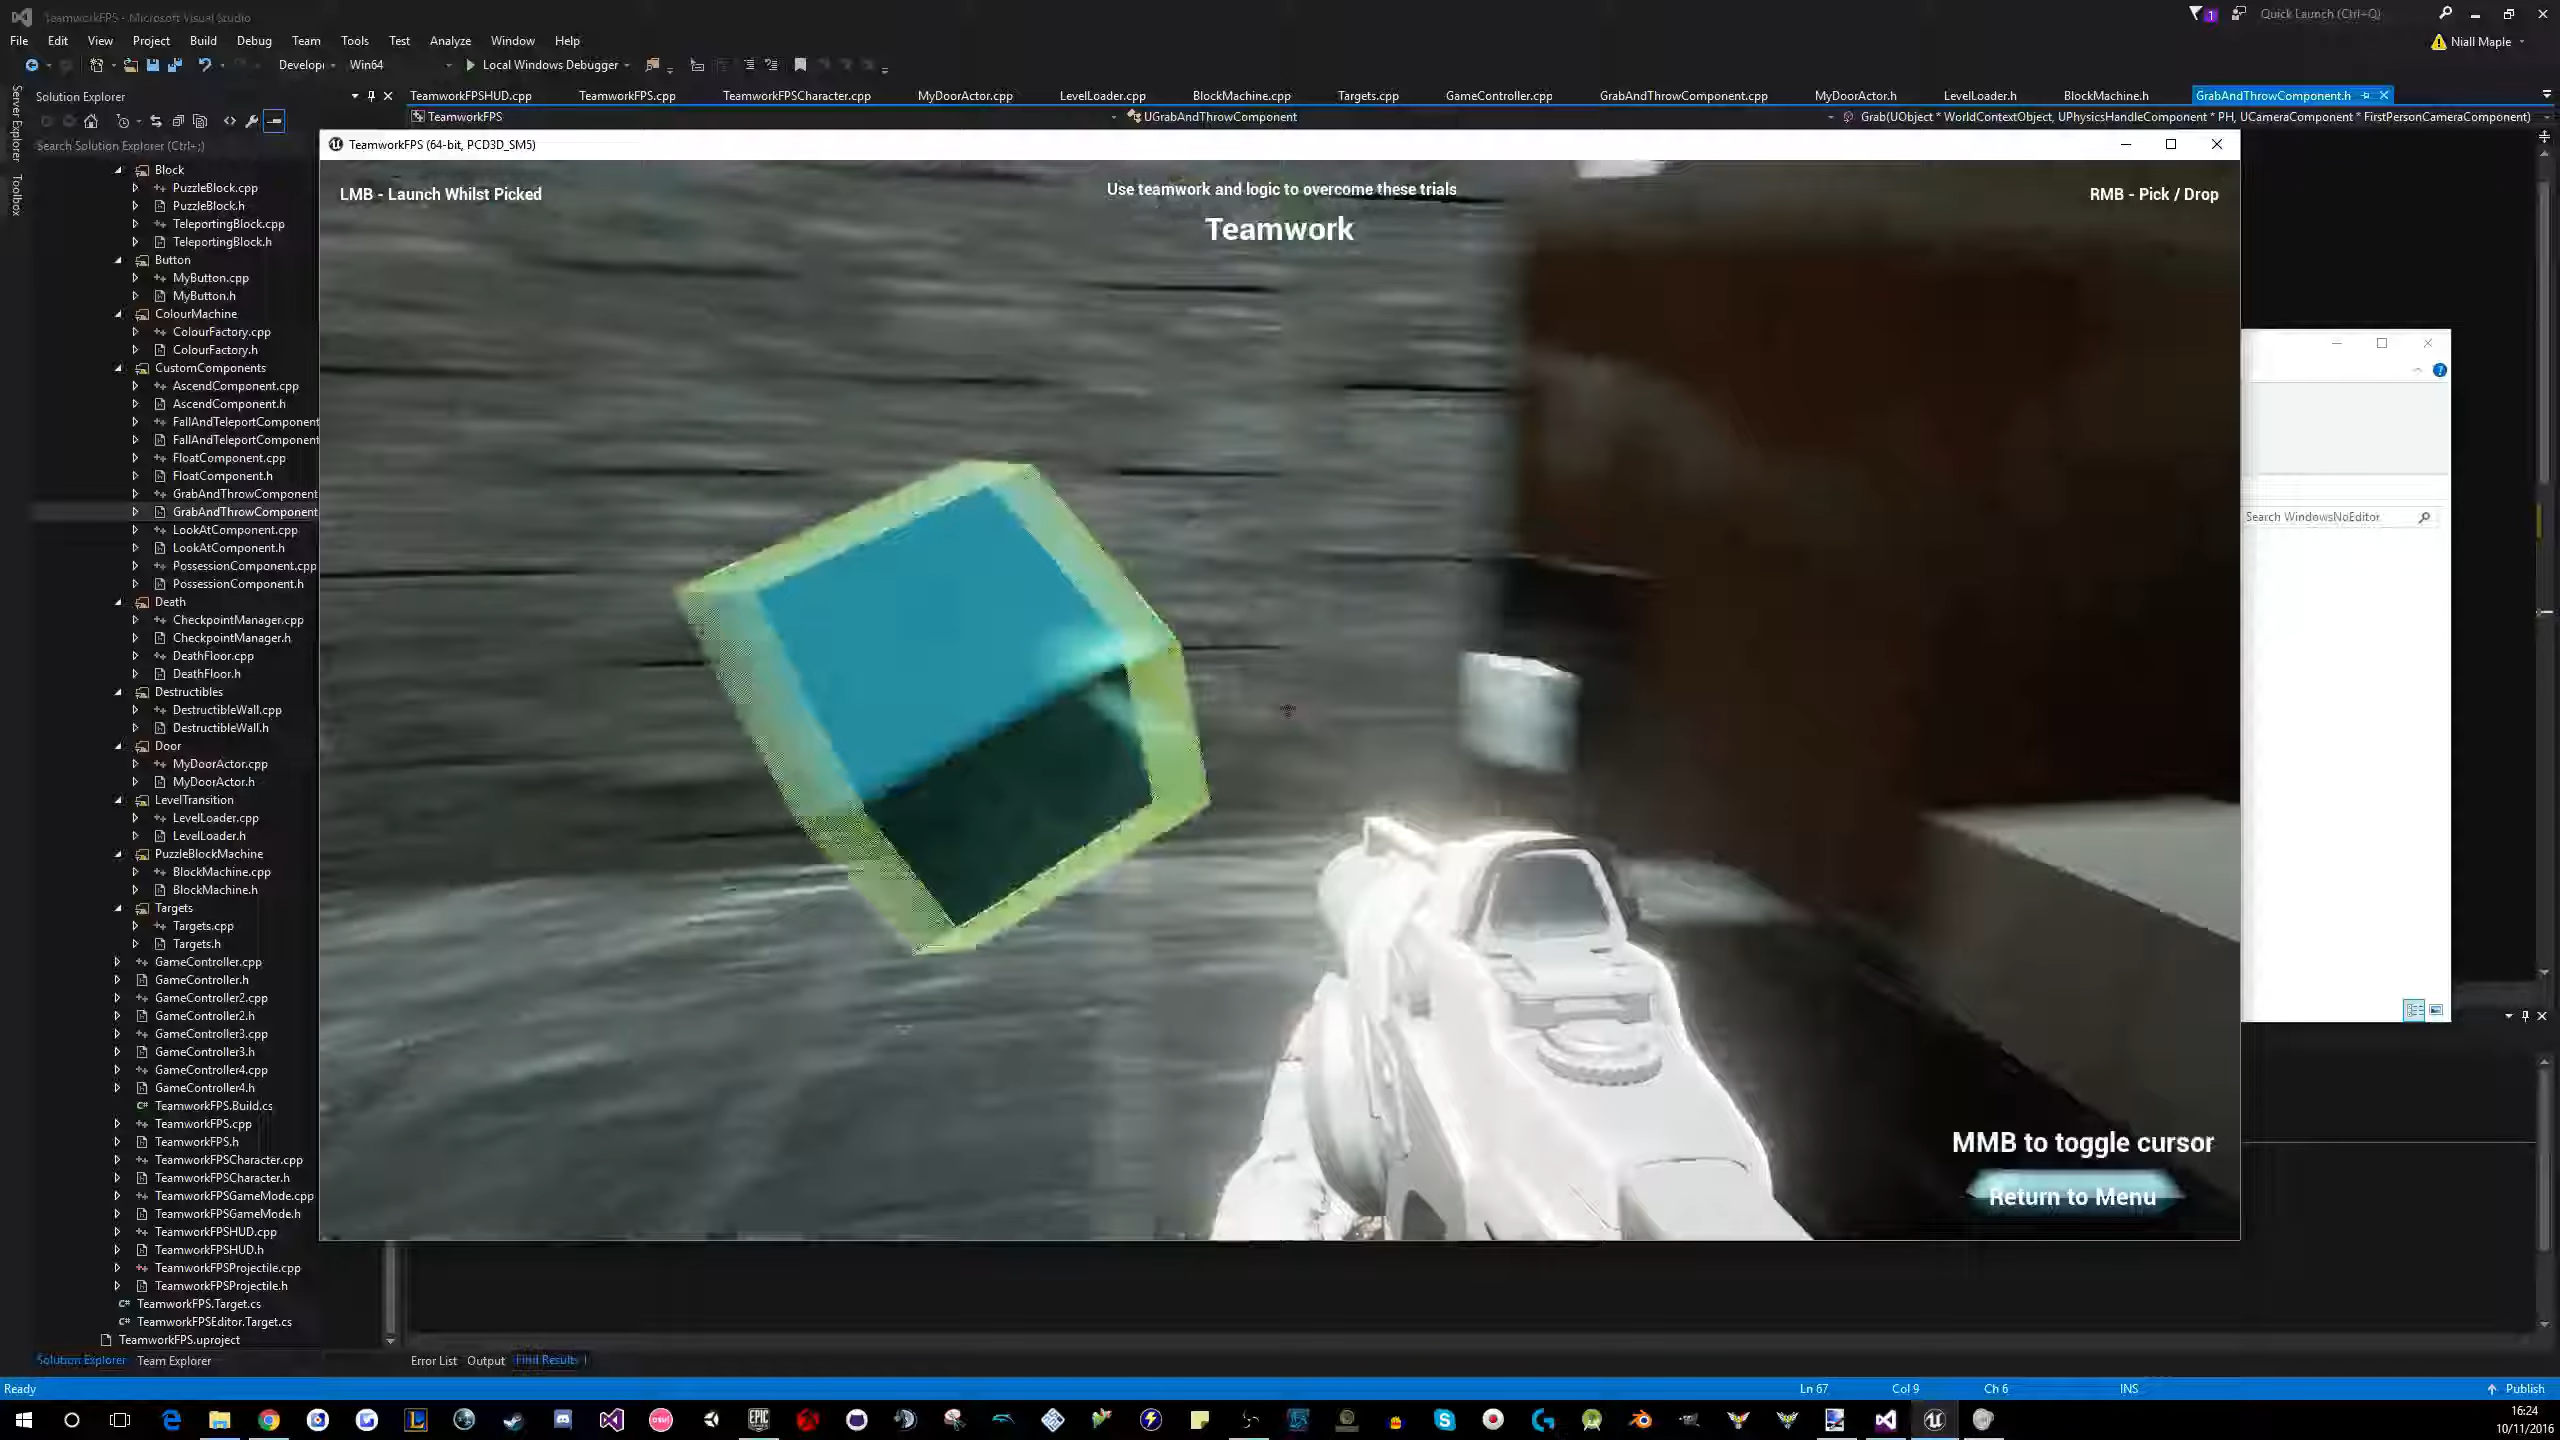 TeamworkFPS - Microsoft Visual Studio
1
Quick Launch (Ctrl+Q)
File Edit View Project Build Debug Team Tools Test Analyze Window Help
Niall Maple
Developi Win64 Local Windows Debugger
Server Explorer
Toolbox
Solution Explorer
TeamworkFPSHUD.cpp TeamworkFPS.cpp TeamworkFPSCharacter.cpp MyDoorActor.cpp LevelLoader.cpp BlockMachine.cpp Targets.cpp GameController.cpp GrabAndThrowComponent.cpp MyDoorActor.h LevelLoader.h BlockMachine.h GrabAndThrowComponent.h
TeamworkFPS UGrabAndThrowComponent Grab(UObject * WorldContextObject, UPhysicsHandleComponent * PH, UCameraComponent * FirstPersonCameraComponent)
Search Solution Explorer (Ctrl+;)
TeamworkFPS (64-bit, PCD3D_SM5)
LMB - Launch Whilst Picked
Use teamwork and logic to overcome these trials
RMB - Pick / Drop
Teamwork
Search WindowsNoEditor
MMB to toggle cursor
Return to Menu
Block
PuzzleBlock.cpp
PuzzleBlock.h
TeleportingBlock.cpp
TeleportingBlock.h
Button
MyButton.cpp
MyButton.h
ColourMachine
ColourFactory.cpp
ColourFactory.h
CustomComponents
AscendComponent.cpp
AscendComponent.h
FallAndTeleportComponent
FallAndTeleportComponent
FloatComponent.cpp
FloatComponent.h
GrabAndThrowComponent
GrabAndThrowComponent
LookAtComponent.cpp
LookAtComponent.h
PossessionComponent.cpp
PossessionComponent.h
Death
CheckpointManager.cpp
CheckpointManager.h
DeathFloor.cpp
DeathFloor.h
Destructibles
DestructibleWall.cpp
DestructibleWall.h
Door
MyDoorActor.cpp
MyDoorActor.h
LevelTransition
LevelLoader.cpp
LevelLoader.h
PuzzleBlockMachine
BlockMachine.cpp
BlockMachine.h
Targets
Targets.cpp
Targets.h
GameController.cpp
GameController.h
GameController2.cpp
GameController2.h
GameController3.cpp
GameController3.h
GameController4.cpp
GameController4.h
TeamworkFPS.Build.cs
TeamworkFPS.cpp
TeamworkFPS.h
TeamworkFPSCharacter.cpp
TeamworkFPSCharacter.h
TeamworkFPSGameMode.cpp
TeamworkFPSGameMode.h
TeamworkFPSHUD.cpp
TeamworkFPSHUD.h
TeamworkFPSProjectile.cpp
TeamworkFPSProjectile.h
TeamworkFPS.Target.cs
TeamworkFPSEditor.Target.cs
TeamworkFPS.uproject
Solution Explorer Team Explorer
Error List Output Find Results 1
Ready Ln 67 Col 9 Ch 6 INS Publish
EPIC
GAMES
osu!
16:24
10/11/2016